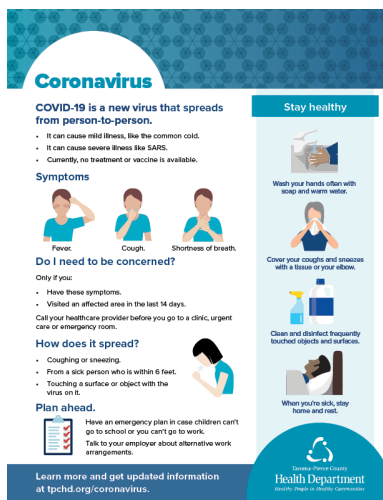 Coronavirus
COVID-19 is a new virus that spreads
from person-to-person.
• It can cause mild illness, like the common cold.
• It can cause severe illness like SARS.
• Currently, no treatment or vaccine is available.
Symptoms
Fever.
Cough.
Shortness of breath.
Do I need to be concerned?
Only if you:
• Have these symptoms.
• Visited an affected area in the last 14 days.
Call your healthcare provider before you go to a clinic, urgent
care or emergency room.
How does it spread?
• Coughing or sneezing.
• From a sick person who is within 6 feet.
• Touching a surface or object with the
virus on it.
Plan ahead.
Have an emergency plan in case children can't
go to school or you can't go to work.
Talk to your employer about alternative work
arrangements.
Stay healthy
Wash your hands often with
soap and warm water.
Cover your coughs and sneezes
with a tissue or your elbow.
Clean and disinfect frequently
touched objects and surfaces.
When you're sick, stay
home and rest.
Learn more and get updated information
at tpchd.org/coronavirus.
Tacoma-Pierce County
Health Department
Healthy People in Healthy Communities